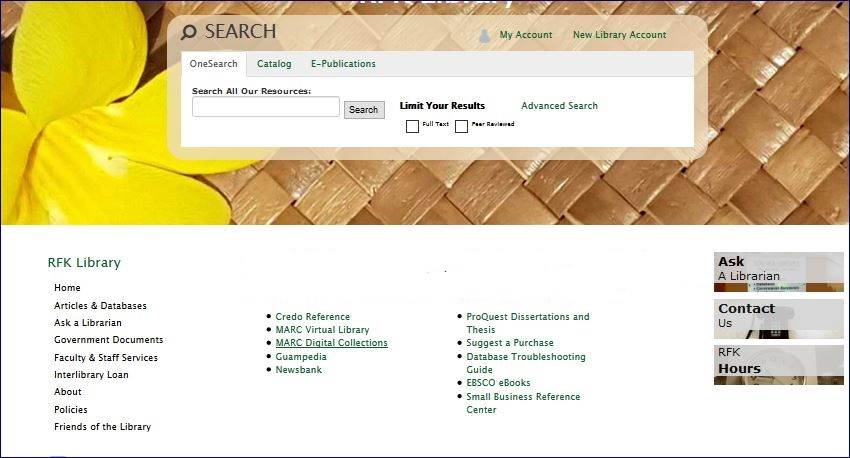 RFK Library
SEARCH
My Account
New Library Account
OneSearch
Catalog
E-Publications
Search All Our Resources:
Search
Limit Your Results
Advanced Search
Full Text
Peer Reviewed
RFK Library
Home
Articles & Databases
Ask a Librarian
Government Documents
Faculty & Staff Services
Interlibrary Loan
About
Policies
Friends of the Library
Credo Reference
MARC Virtual Library
MARC Digital Collections
Guampedia
Newsbank
ProQuest Dissertations and
Thesis
Suggest a Purchase
Database Troubleshooting
Guide
EBSCO eBooks
Small Business Reference
Center
Ask
A Librarian
Contact
Us
RFK
Hours